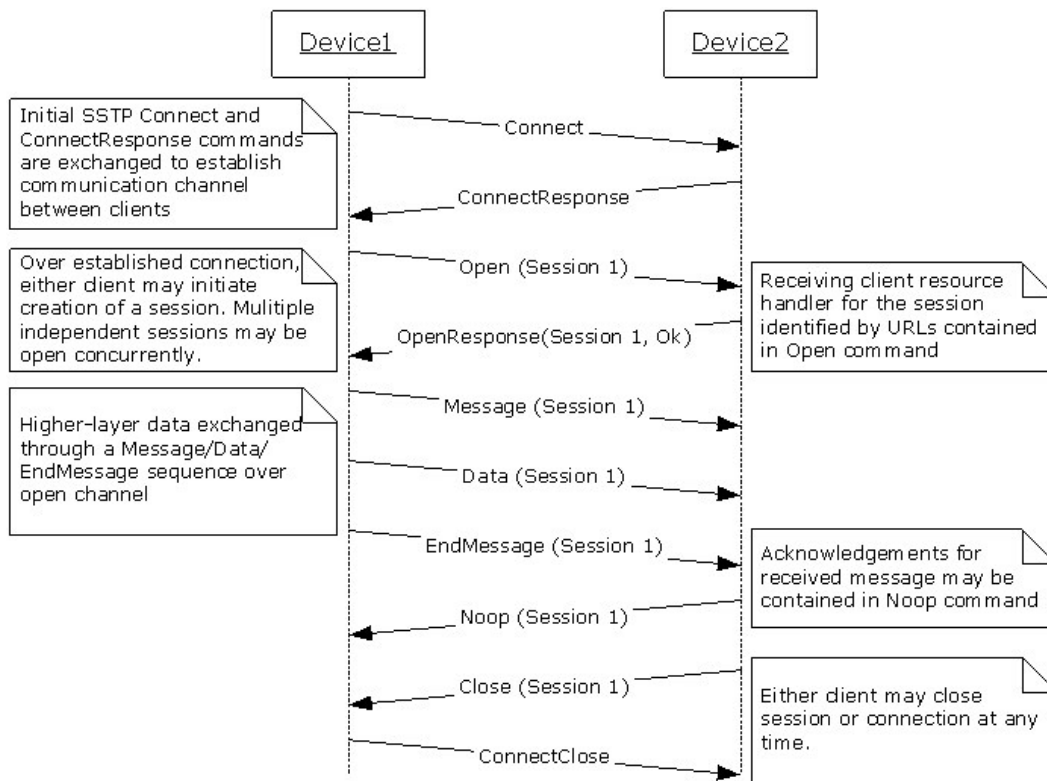 Device1
Device2
Initial SSTP Connect and
ConnectResponse commands
are exchanged to establish
communication channel
between clients
Connect
ConnectResponse
Over established connection,
either client may initiate
creation of a session. Mulitiple
independent sessions may be
open concurrently.
Open (Session 1)
Receiving client resource
handler for the session
identified by URLs contained
in Open command
OpenResponse(Session 1, Ok)
Message (Session 1)
Higher-layer data exchanged
through a Message/Data/
EndMessage sequence over
open channel
Data (Session 1)
EndMessage (Session 1)
Acknowledgements for
received message may be
contained in Noop command
Noop (Session 1)
Close (Session 1)
Either client may close
session or connection at any
time.
ConnectClose